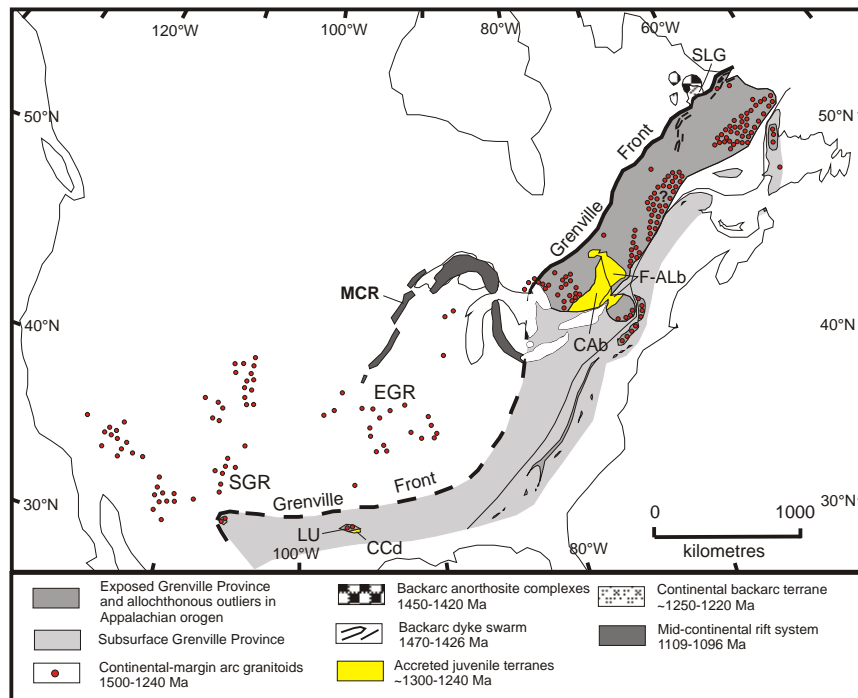 120°W
100°W
80°W
60°W
SLG
50°N
50°N
Front
?
Grenville
F-ALb
MCR
40°N
40°N
CAb
EGR
SGR
30°N
30°N
Grenville
Front
LU
CCd
100°W
80°W
0
1000
kilometres
Exposed Grenville Province
and allochthonous outliers in
Appalachian orogen
Subsurface Grenville Province
Continental-margin arc granitoids
1500-1240 Ma
Backarc anorthosite complexes
1450-1420 Ma
Backarc dyke swarm
1470-1426 Ma
Accreted juvenile terranes
~1300-1240 Ma
Continental backarc terrane
~1250-1220 Ma
Mid-continental rift system
1109-1096 Ma